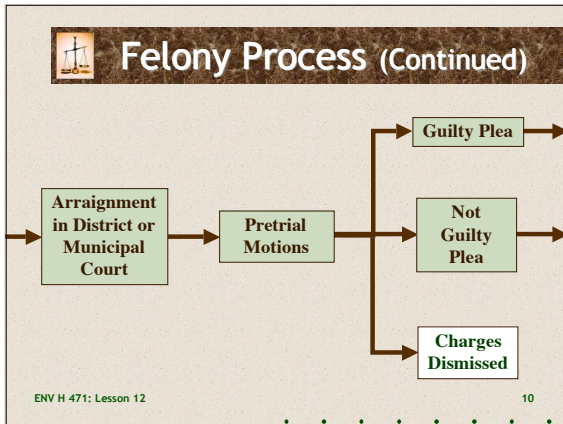 Felony Process (Continued)
Guilty Plea
Arraignment
in District or
Municipal
Court
Pretrial
Motions
Not
Guilty
Plea
Charges
Dismissed
ENV H 471: Lesson 12
10